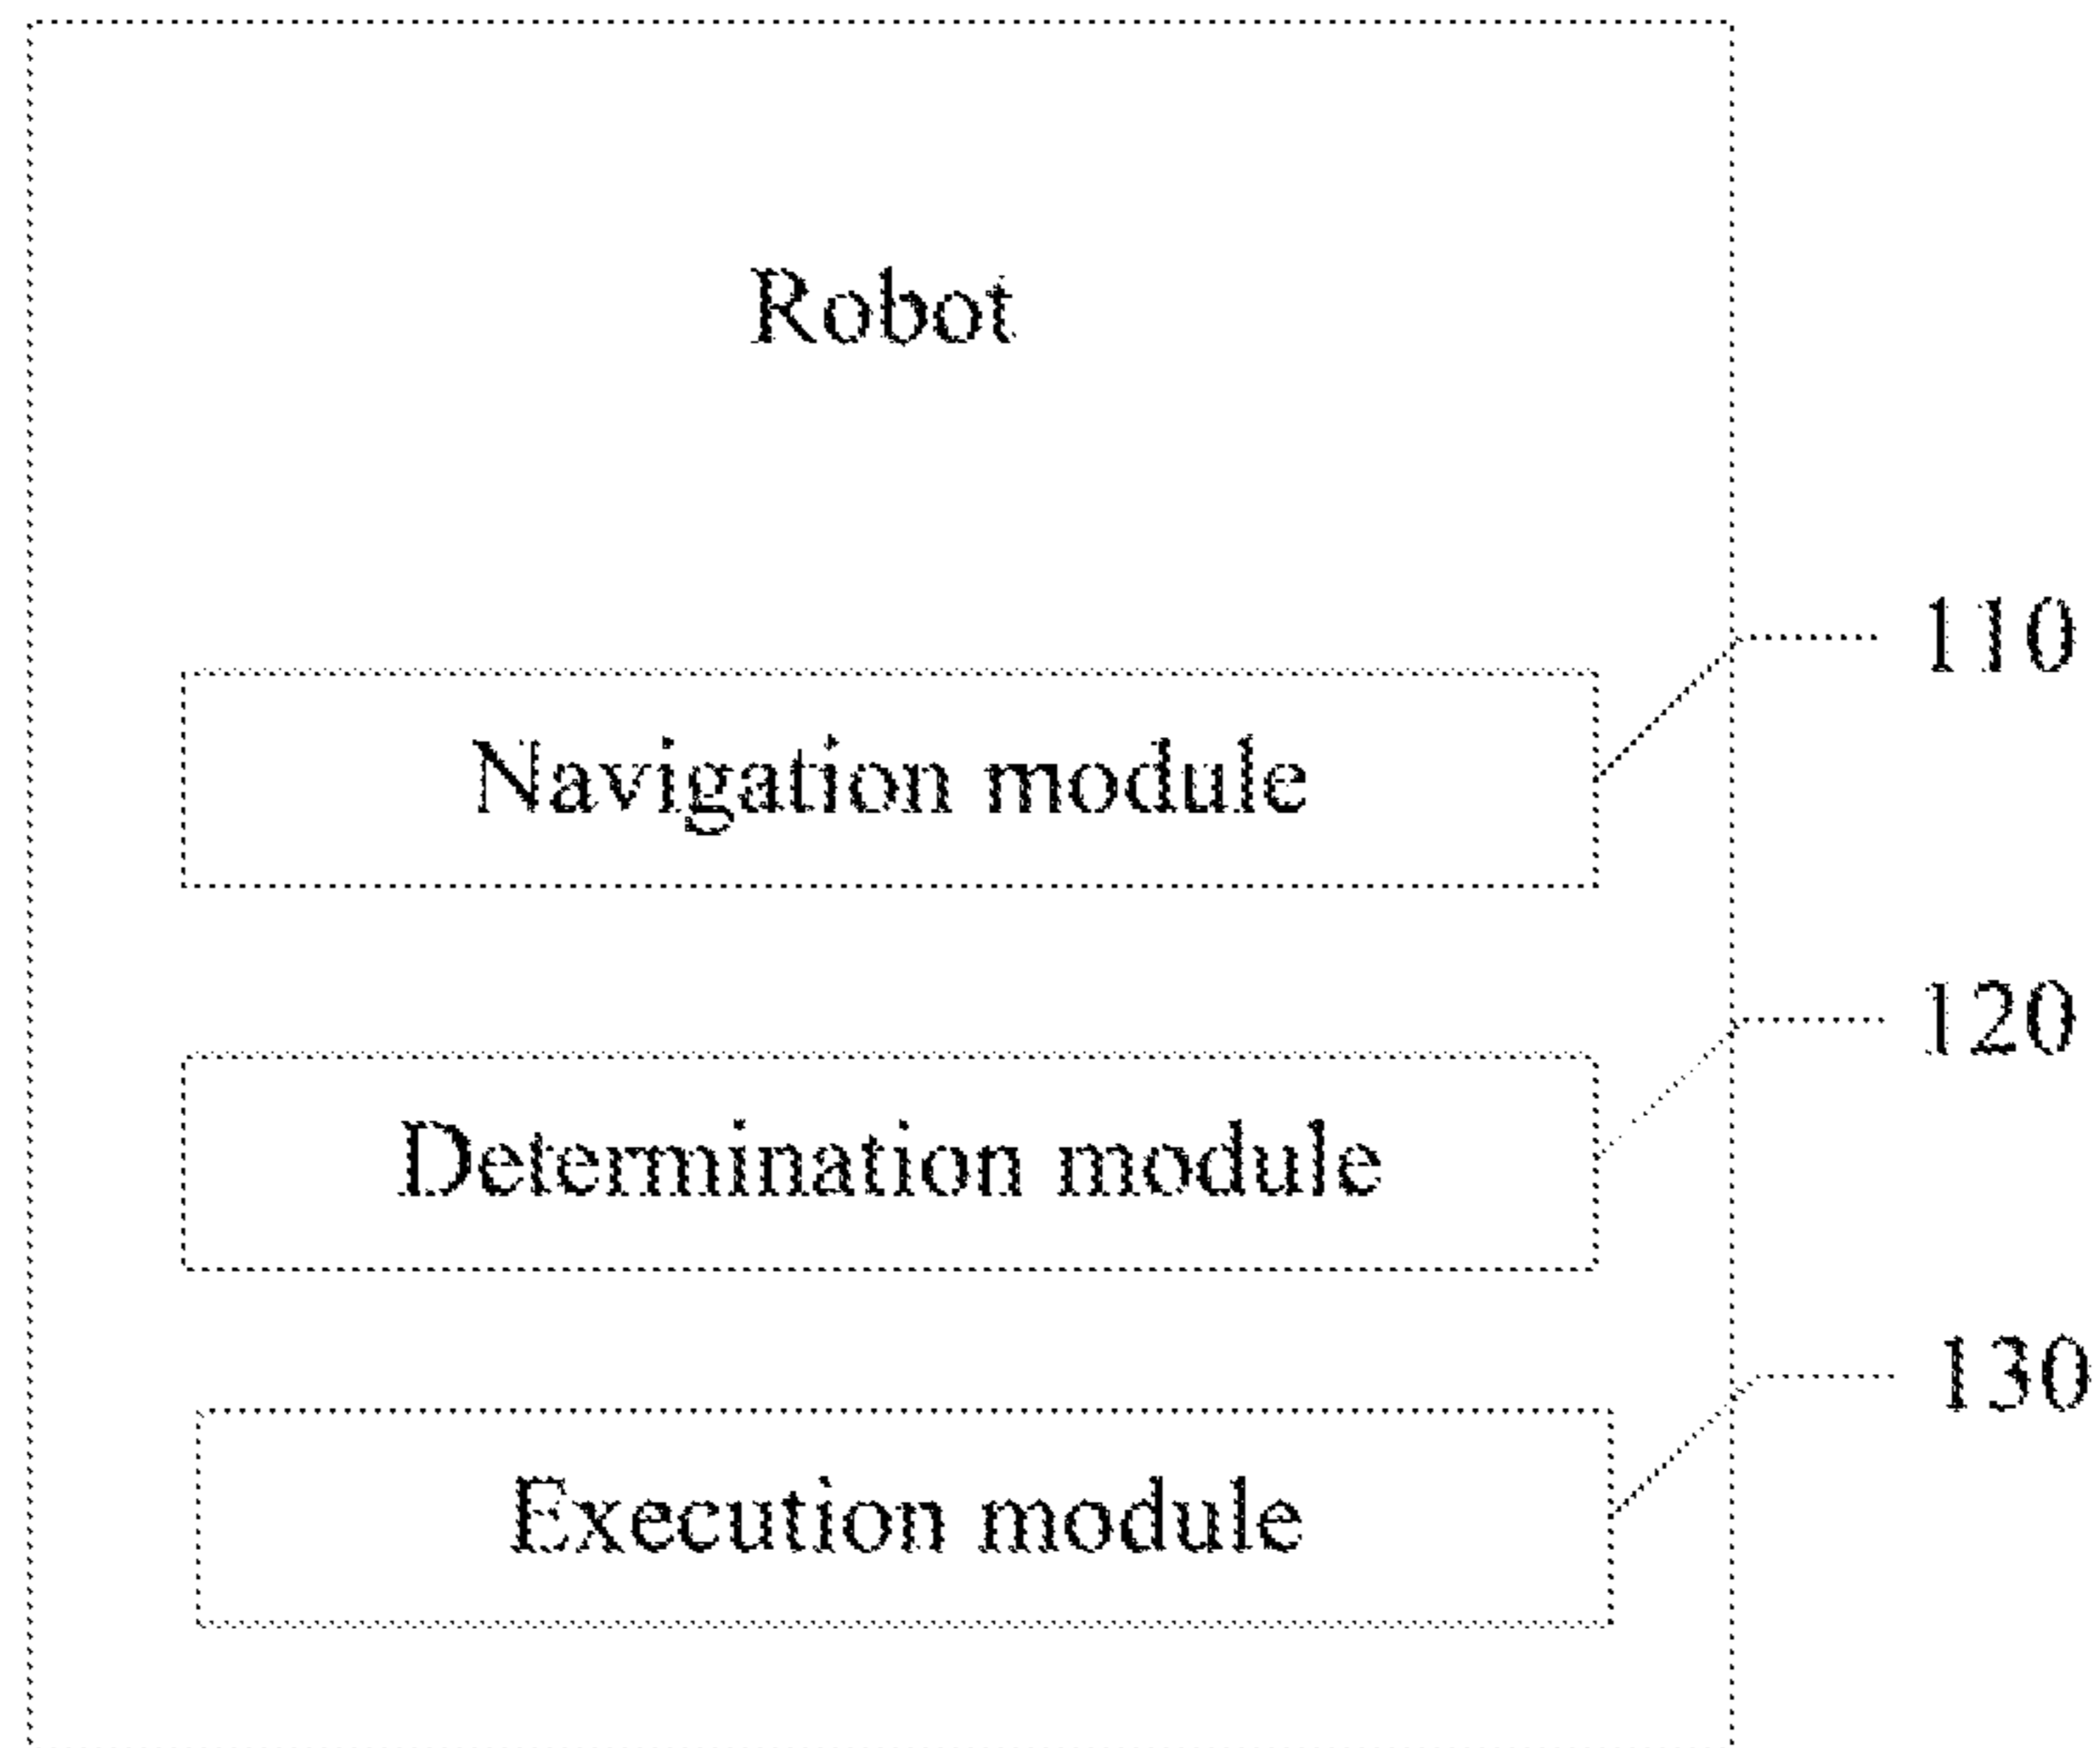 Robot
110
Navigation module
120
Determination module
130
Execution module